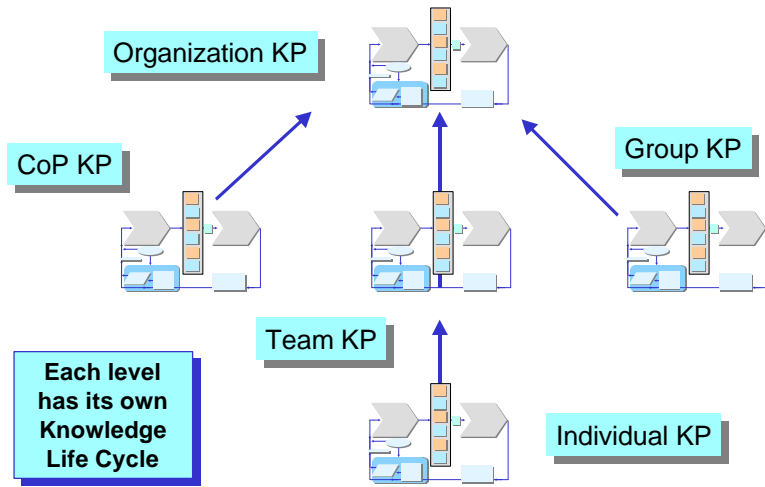 Organization KP
CoP KP
Group KP
Team KP
Each level
has its own
Knowledge
Life Cycle
Individual KP